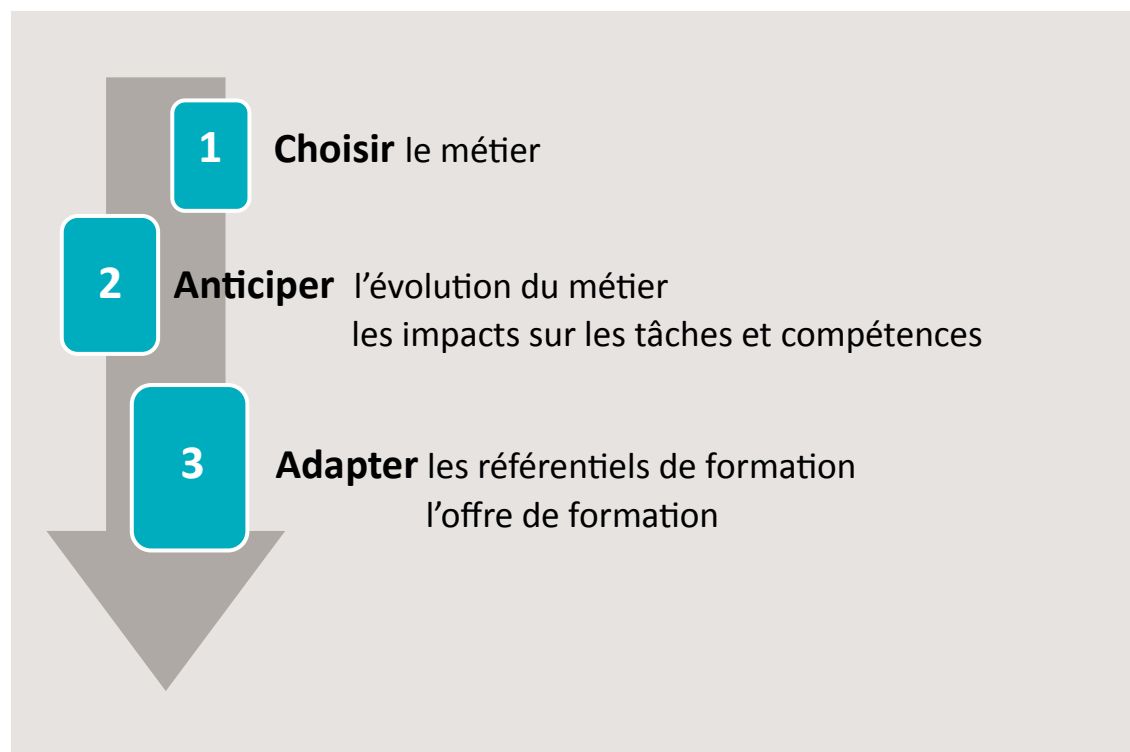 1 Choisir le métier
2 Anticiper l’évolution du métier
les impacts sur les tâches et compétences
3 Adapter les référentiels de formation
l’offre de formation